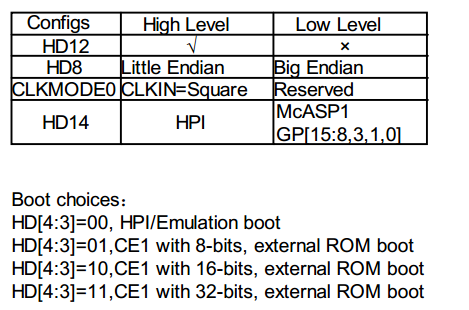 Configs High Level Low Level
HD12 √ ×
HD8 Little Endian Big Endian
CLKMODE0 CLKIN=Square Reserved
HD14 HPI McASP1
GP[15:8,3,1,0]
Boot choices：
HD[4:3]=00, HPI/Emulation boot
HD[4:3]=01,CE1 with 8-bits, external ROM boot
HD[4:3]=10,CE1 with 16-bits, external ROM boot
HD[4:3]=11,CE1 with 32-bits, external ROM boot